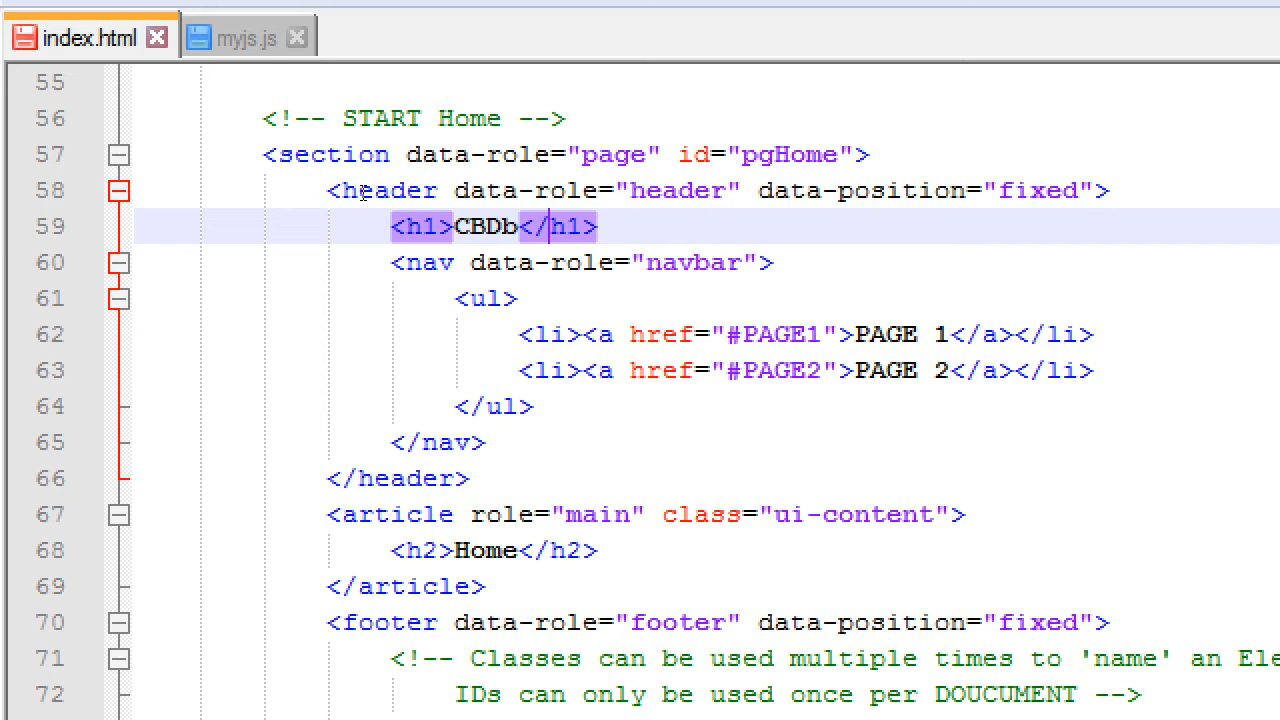 index.html myjs.js
55
56 <!-- START Home -->
57 <section data-role="page" id="pgHome">
58 <header data-role="header" data-position="fixed">
59 <h1>CBDb</h1>
60 <nav data-role="navbar">
61 <ul>
62 <li><a href="#PAGE1">PAGE 1</a></li>
63 <li><a href="#PAGE2">PAGE 2</a></li>
64 </ul>
65 </nav>
66 </header>
67 <article role="main" class="ui-content">
68 <h2>Home</h2>
69 </article>
70 <footer data-role="footer" data-position="fixed">
71 <!-- Classes can be used multiple times to 'name' an Ele
72 IDs can only be used once per DOUCUMENT -->